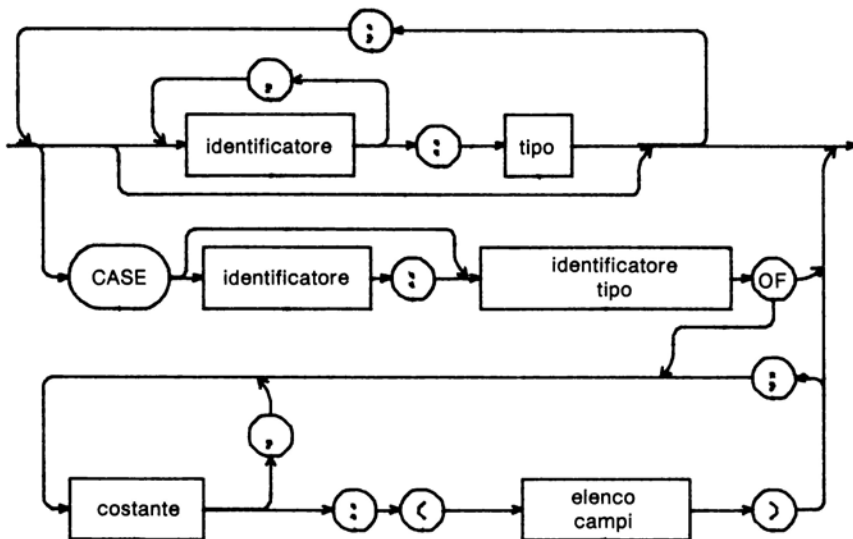 ;
,
identificatore
:
tipo
CASE
identificatore
:
identificatore
tipo
OF
;
,
costante
:
(
elenco
campi
)